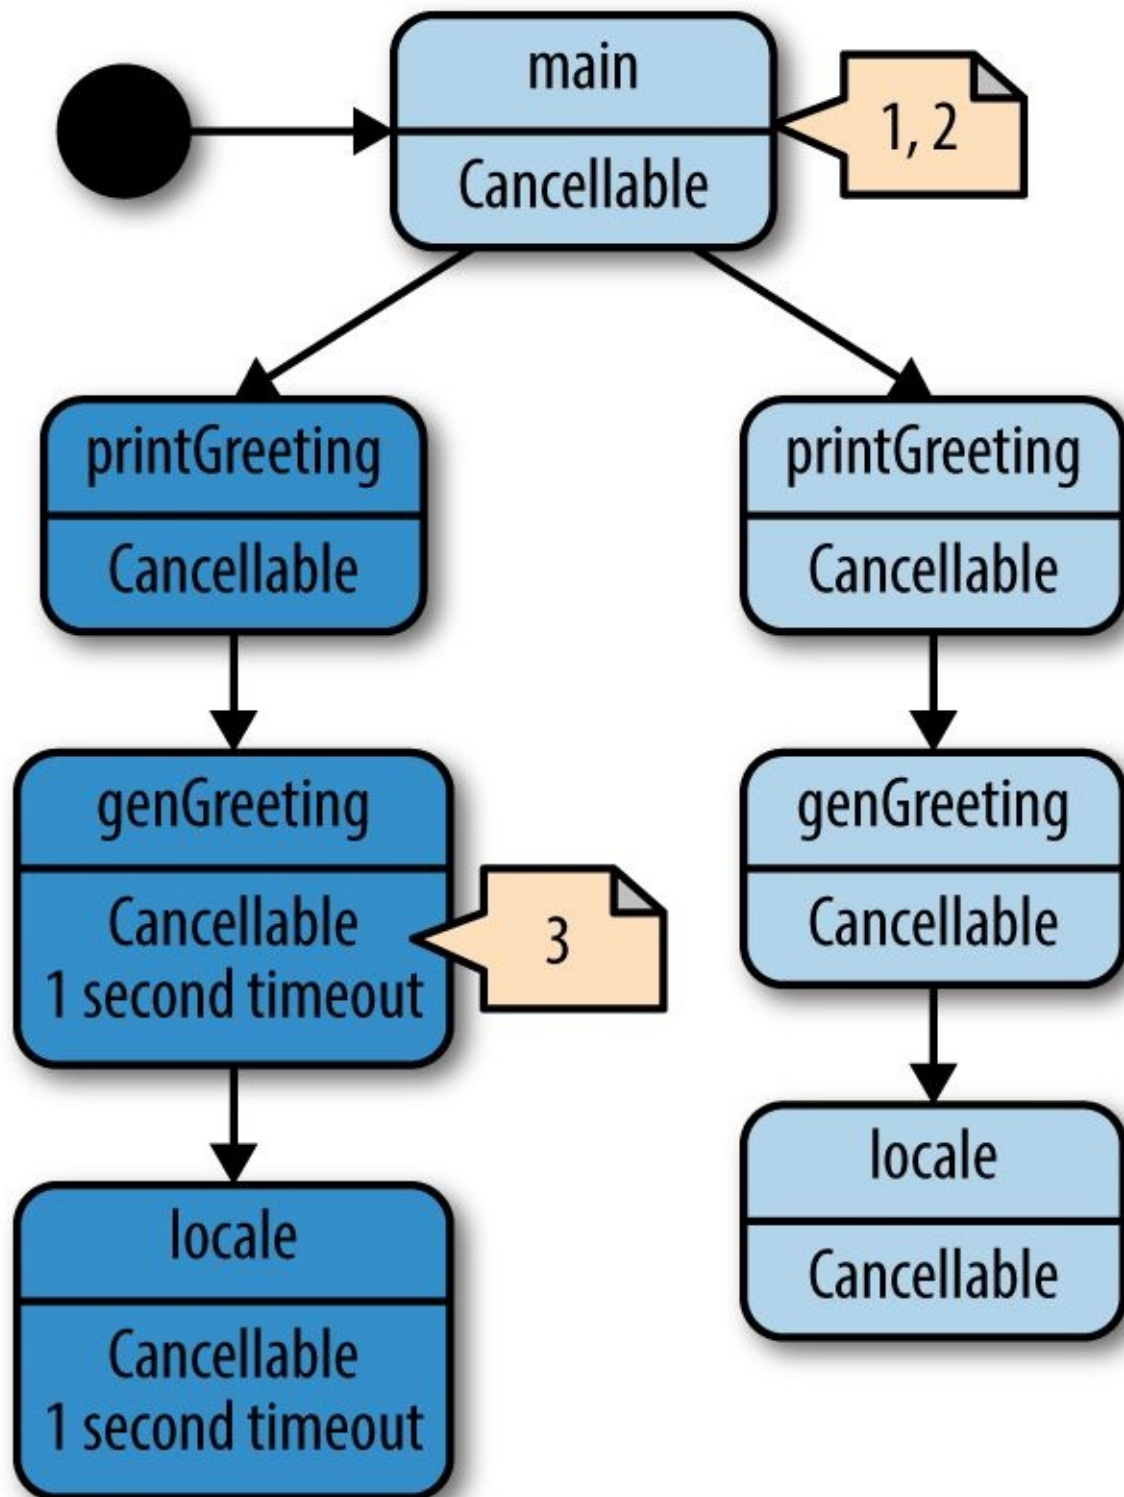 main
Cancellable
1, 2
printGreeting
Cancellable
printGreeting
Cancellable
genGreeting
Cancellable
1 second timeout
3
genGreeting
Cancellable
locale
Cancellable
1 second timeout
locale
Cancellable